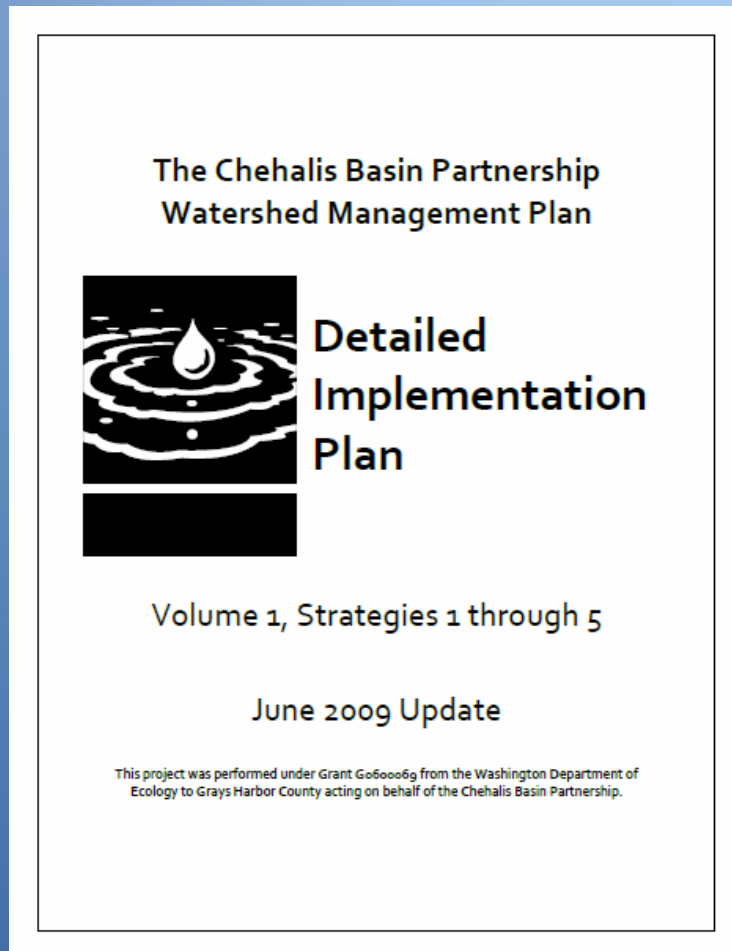 The Chehalis Basin Partnership
Watershed Management Plan
Detailed
Implementation
Plan
Volume 1, Strategies 1 through 5
June 2009 Update
This project was performed under Grant G0600069 from the Washington Department of
Ecology to Grays Harbor County acting on behalf of the Chehalis Basin Partnership.